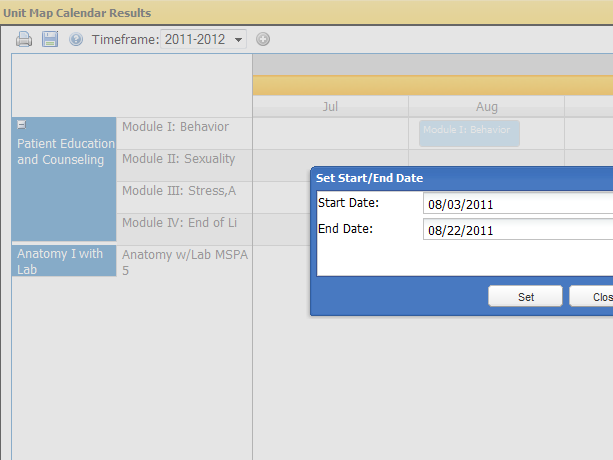 Unit Map Calendar Results
Timeframe: 2011-2012
Jul
Aug
Patient Education
and Counseling
Module I: Behavior
Module I: Behavior
Module II: Sexuality
Module III: Stress,A
Module IV: End of Li
Anatomy I with
Lab
Anatomy w/Lab MSPA
5
Set Start/End Date
Start Date:
08/03/2011
End Date:
08/22/2011
Set
Clos